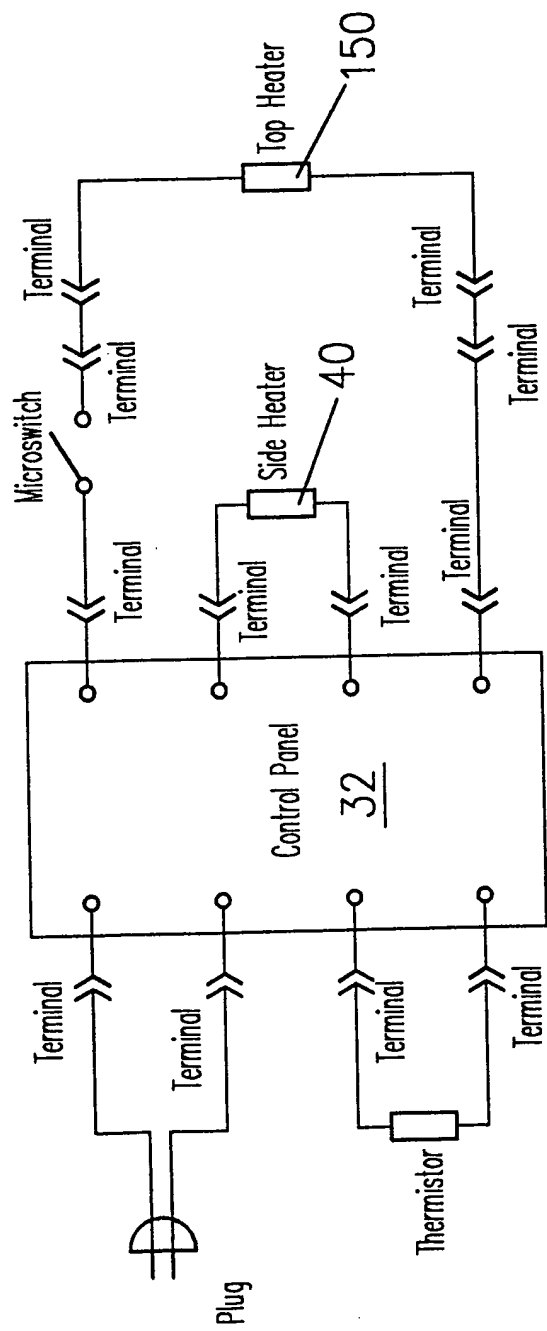 Plug
Terminal
Terminal
Thermistor
Terminal
Terminal
Control Panel
32
Microswitch
Terminal
Terminal
Terminal
Side Heater
40
Terminal
Terminal
Top Heater
150
Terminal
Terminal
Terminal